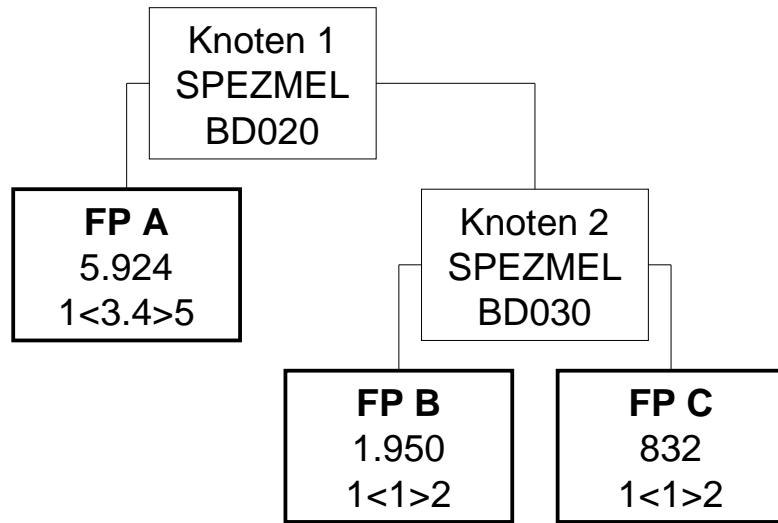 Knoten 1
SPEZMEL
BD020
FP A
5.924
1<3.4>5
Knoten 2
SPEZMEL
BD030
FP B
1.950
1<1>2
FP C
832
1<1>2